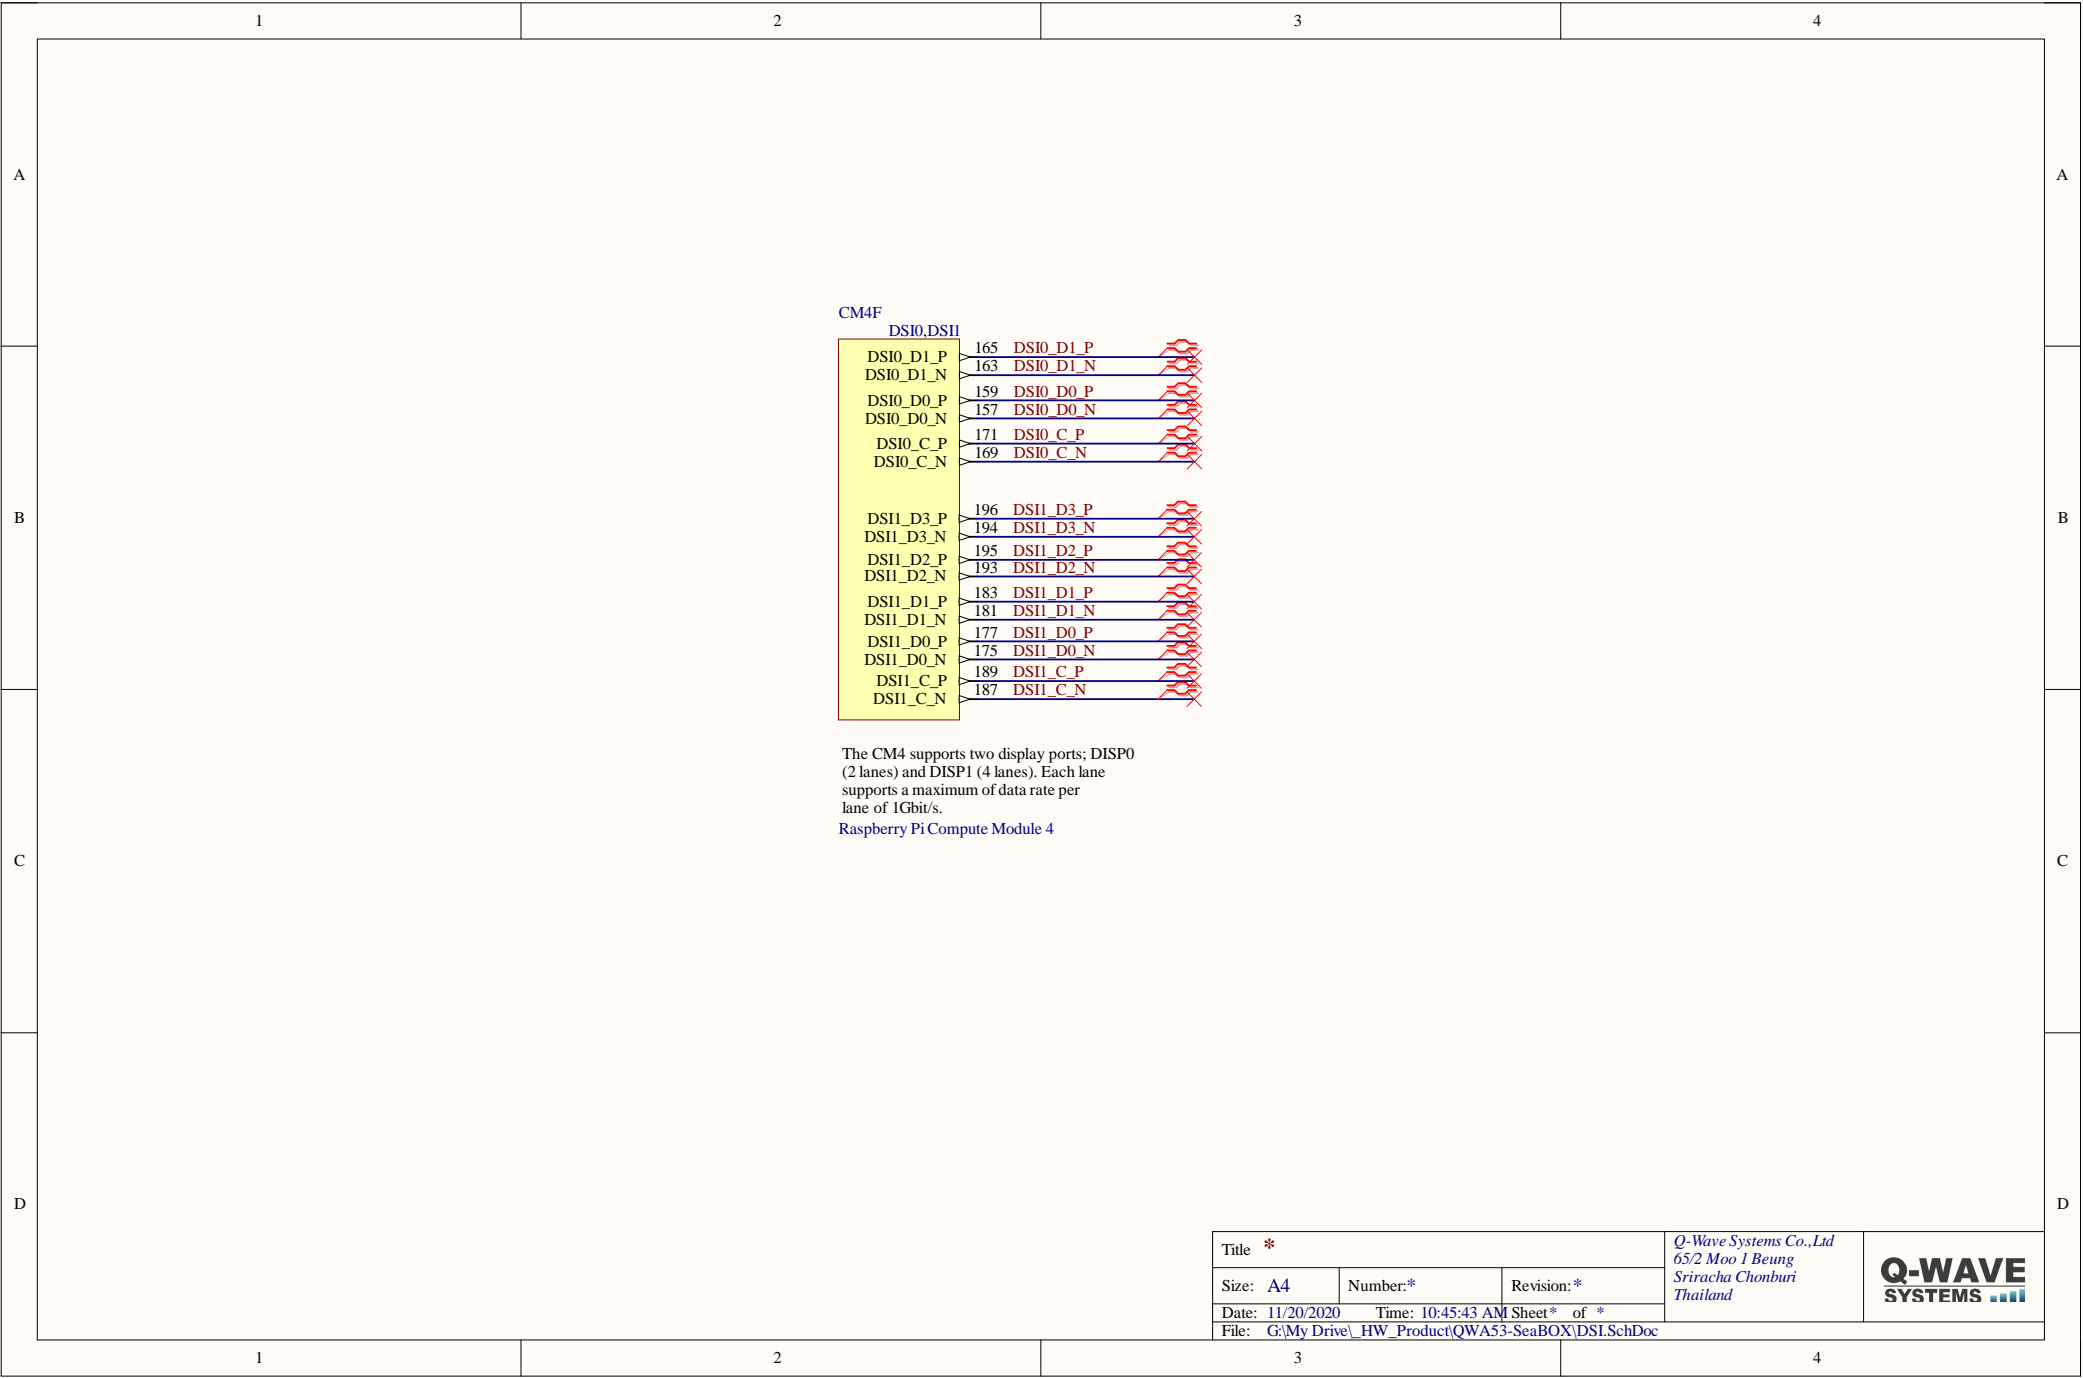 1 2 3 4
A A
CM4F
DSI0,DSI1
DSI0_D1_P 165 DSI0_D1_P
DSI0_D1_N 163 DSI0_D1_N
DSI0_D0_P 159 DSI0_D0_P
DSI0_D0_N 157 DSI0_D0_N
DSI0_C_P 171 DSI0_C_P
DSI0_C_N 169 DSI0_C_N
B B
DSI1_D3_P 196 DSI1_D3_P
DSI1_D3_N 194 DSI1_D3_N
DSI1_D2_P 195 DSI1_D2_P
DSI1_D2_N 193 DSI1_D2_N
DSI1_D1_P 183 DSI1_D1_P
DSI1_D1_N 181 DSI1_D1_N
DSI1_D0_P 177 DSI1_D0_P
DSI1_D0_N 175 DSI1_D0_N
DSI1_C_P 189 DSI1_C_P
DSI1_C_N 187 DSI1_C_N
The CM4 supports two display ports; DISP0
(2 lanes) and DISP1 (4 lanes). Each lane
supports a maximum of data rate per
lane of 1Gbit/s.
Raspberry Pi Compute Module 4
C C
D D
Title *
Size: A4 Number:* Revision:*
Date: 11/20/2020 Time: 10:45:43 AM Sheet* of *
File: G:\My Drive\_HW_Product\QWA53-SeaBOX\DSI.SchDoc
Q-Wave Systems Co.,Ltd
65/2 Moo 1 Beung
Sriracha Chonburi
Thailand
Q-WAVE
SYSTEMS
1 2 3 4